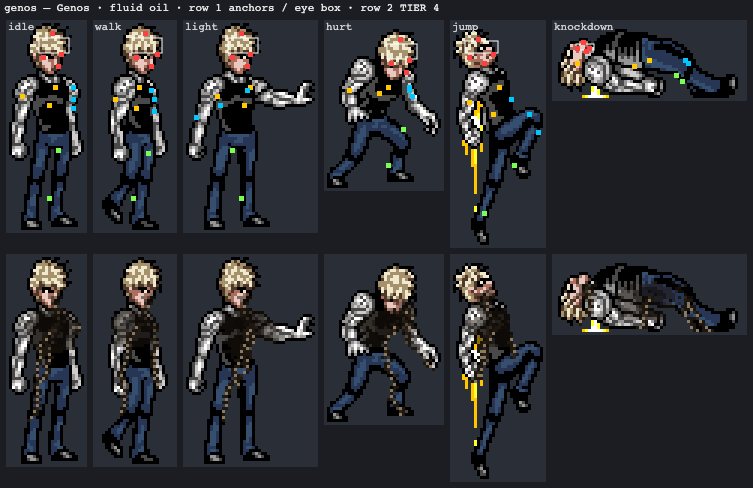 genos — Genos · fluid oil · row 1 anchors / eye box · row 2 TIER 4
idle
walk
light
hurt
jump
knockdown